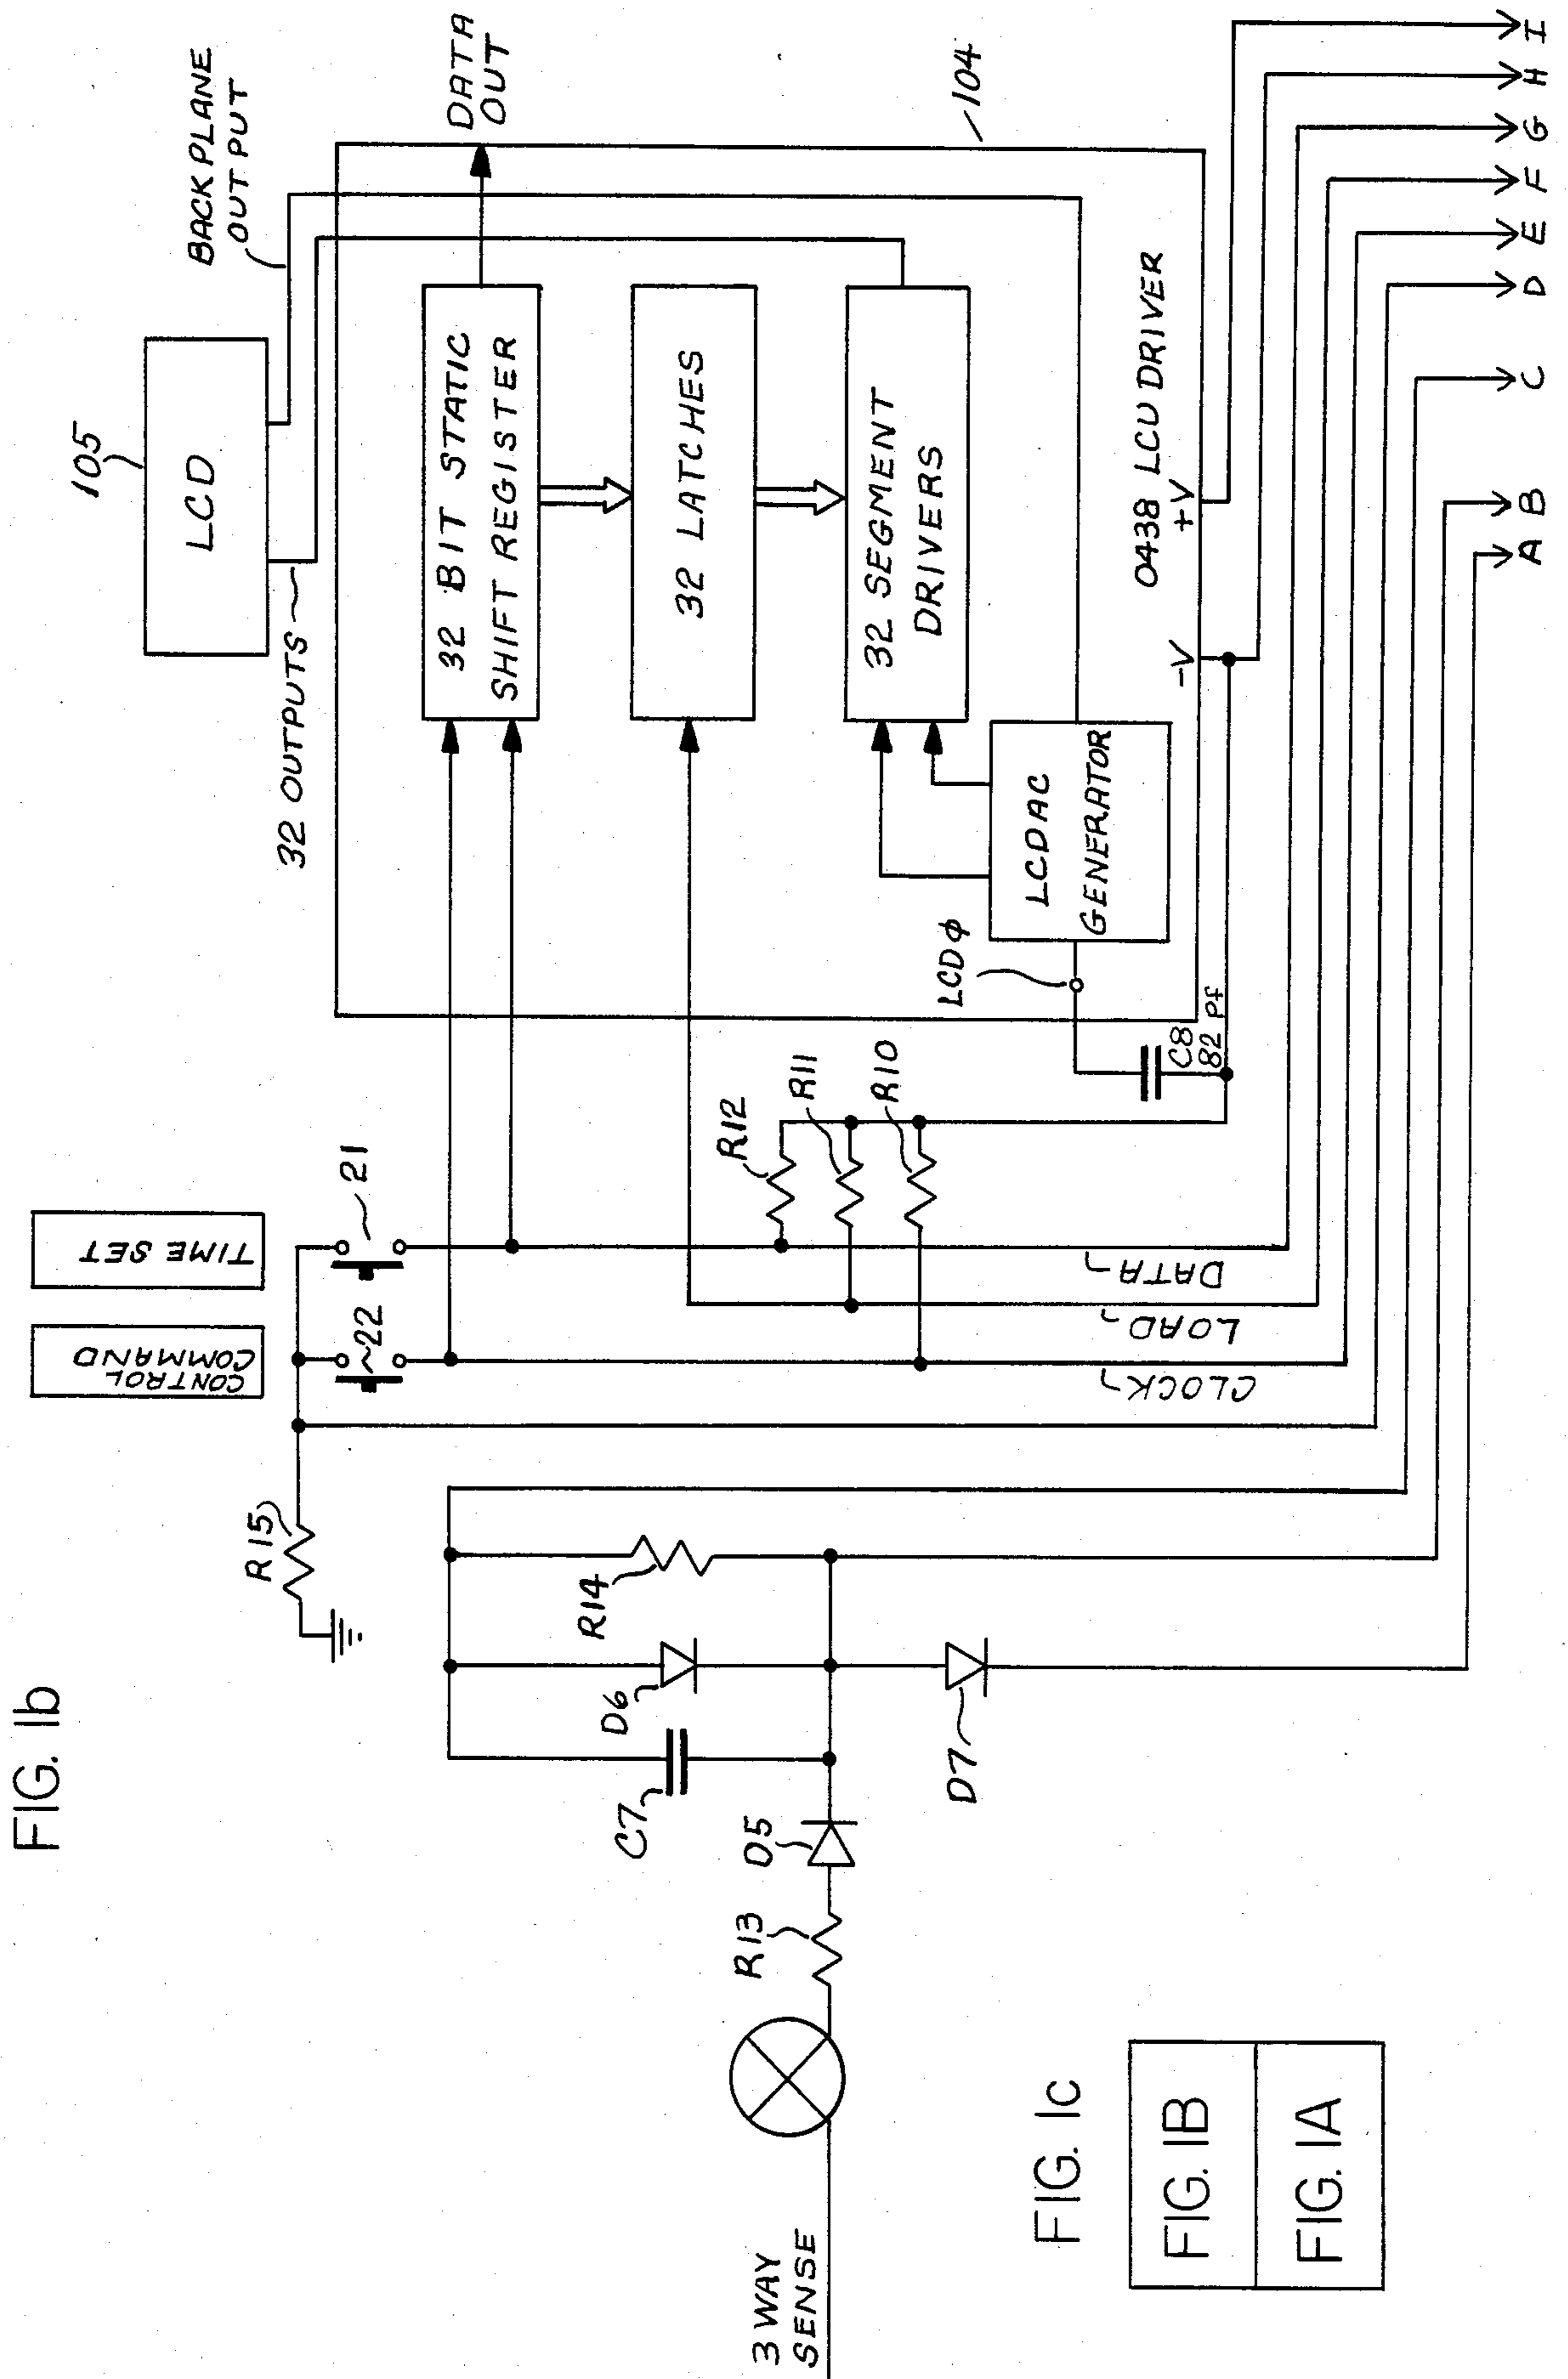 FIG. 1b
CONTROL
COMMAND
TIME SET
22
21
R15
105
LCD
BACK PLANE
OUTPUT
32 OUTPUTS
DATA
OUT
32 BIT STATIC
SHIFT REGISTER
32 LATCHES
32 SEGMENT
DRIVERS
LCDAC
GENERATOR
LCDΦ
104
0438 LCU DRIVER
-V
+V
C8
82 pf
R12
R11
R10
DATA
LOAD
CLOCK
R14
D6
C7
D5
D7
R13
3 WAY
SENSE
A
B
C
D
E
F
G
H
I
FIG. 1c
FIG. 1B
FIG. 1A